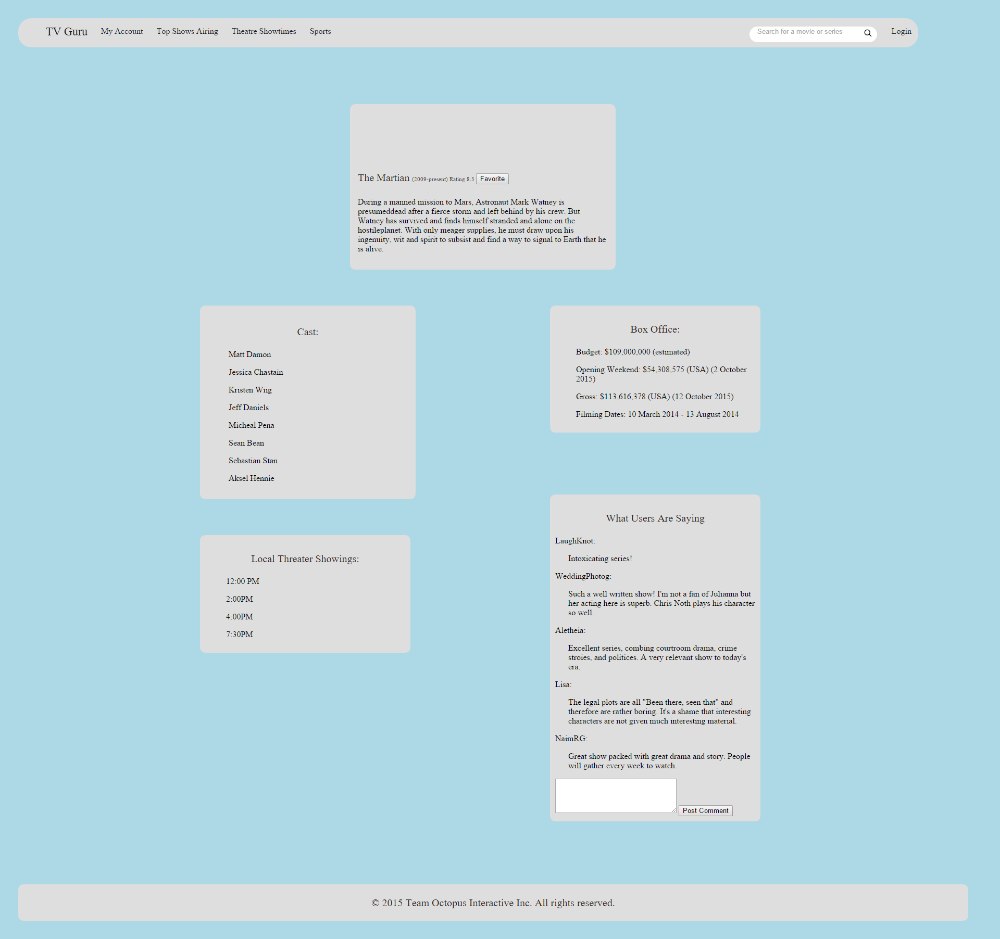 TV Guru My Account Top Shows Airing Theatre Showtimes Sports Search for a movie or series Login
The Martian (2009-present) Rating 8.3 Favorite
During a manned mission to Mars, Astronaut Mark Watney is
presumeddead after a fierce storm and left behind by his crew. But
Watney has survived and finds himself stranded and alone on the
hostileplanet. With only meager supplies, he must draw upon his
ingenuity, wit and spirit to subsist and find a way to signal to Earth that he
is alive.
Cast:
Matt Damon
Jessica Chastain
Kristen Wiig
Jeff Daniels
Micheal Pena
Sean Bean
Sebastian Stan
Aksel Hennie
Box Office:
Budget: $109,000,000 (estimated)
Opening Weekend: $54,308,575 (USA) (2 October
2015)
Gross: $113,616,378 (USA) (12 October 2015)
Filming Dates: 10 March 2014 - 13 August 2014
Local Threater Showings:
12:00 PM
2:00PM
4:00PM
7:30PM
What Users Are Saying
LaughKnot:
Intoxicating series!
WeddingPhotog:
Such a well written show! I'm not a fan of Julianna but
her acting here is superb. Chris Noth plays his character
so well.
Aletheia:
Excellent series, combing courtroom drama, crime
stroies, and politices. A very relevant show to today's
era.
Lisa:
The legal plots are all "Been there, seen that" and
therefore are rather boring. It's a shame that interesting
characters are not given much interesting material.
NaimRG:
Great show packed with great drama and story. People
will gather every week to watch.
Post Comment
© 2015 Team Octopus Interactive Inc. All rights reserved.